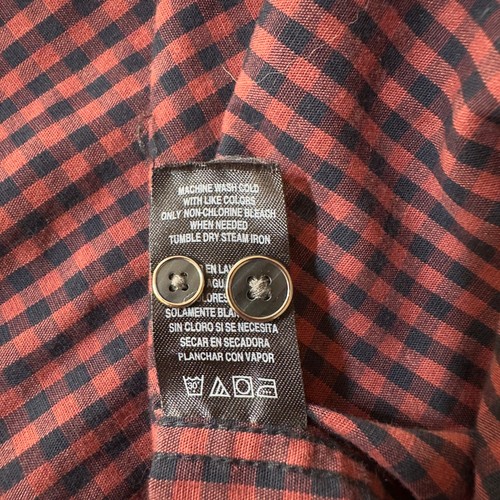 MACHINE WASH COLD
WITH LIKE COLORS
ONLY NON-CHLORINE BLEACH
WHEN NEEDED
TUMBLE DRY STEAM IRON
EN
SOLAMENTE
SIN CLORO SI SE NECESITA
SECAR EN SECADORA
PLANCHAR CON VAPOR
30°